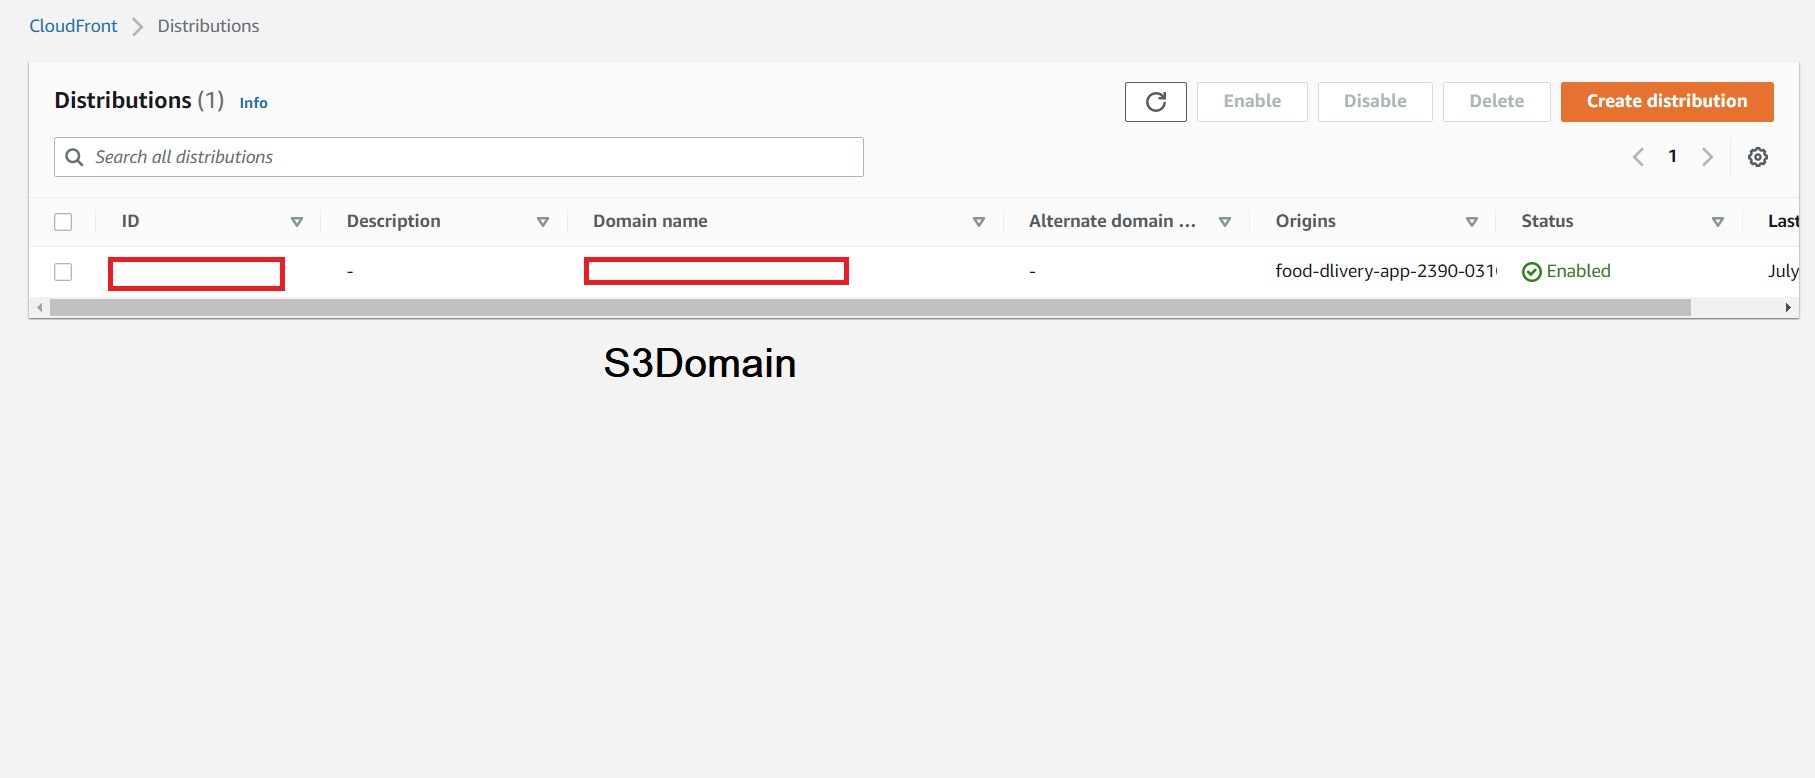 CloudFront > Distributions
Distributions (1) Info
Enable Disable Delete Create distribution
Search all distributions
1
ID Description Domain name Alternate domain ... Origins Status Last
- - food-dlivery-app-2390-031 Enabled July
S3Domain